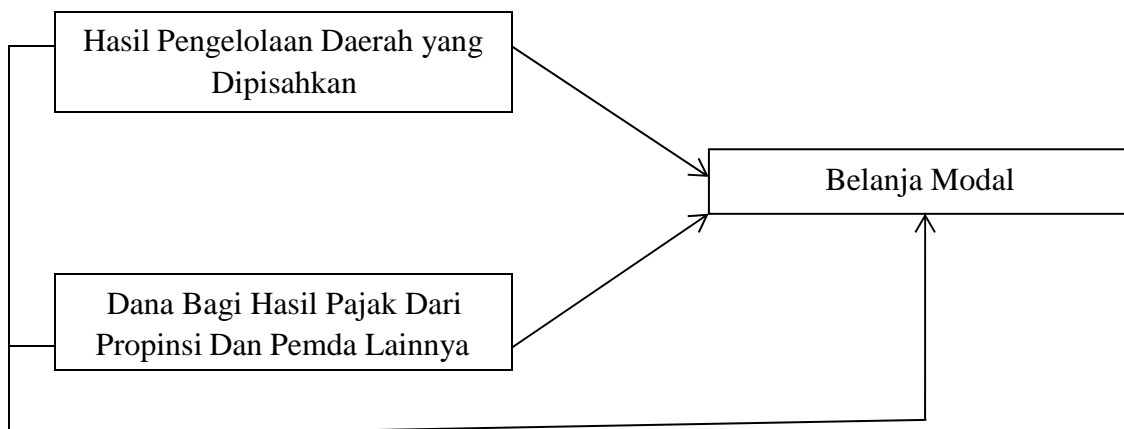 Hasil Pengelolaan Daerah yang
Dipisahkan
Belanja Modal
Dana Bagi Hasil Pajak Dari
Propinsi Dan Pemda Lainnya